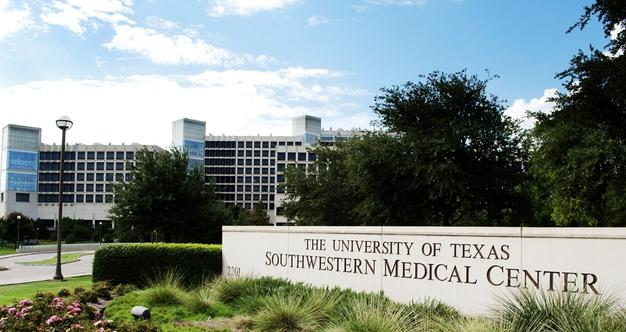 THE UNIVERSITY OF TEXAS
SOUTHWESTERN MEDICAL CENTER
2201